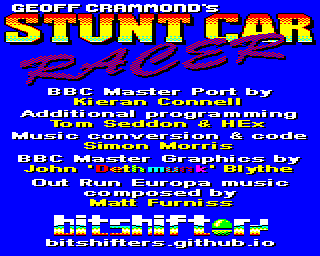 GEOFF CRAMMOND's
STUNT CAR
RACER
BBC Master Port by
Kieran Connell
Additional programming
Tom Seddon & HEx
Music conversion & code
Simon Morris
BBC Master Graphics by
John 'Dethmunk' Blythe
Out Run Europa music
composed by
Matt Furniss
bitshifters
bitshifters.github.io